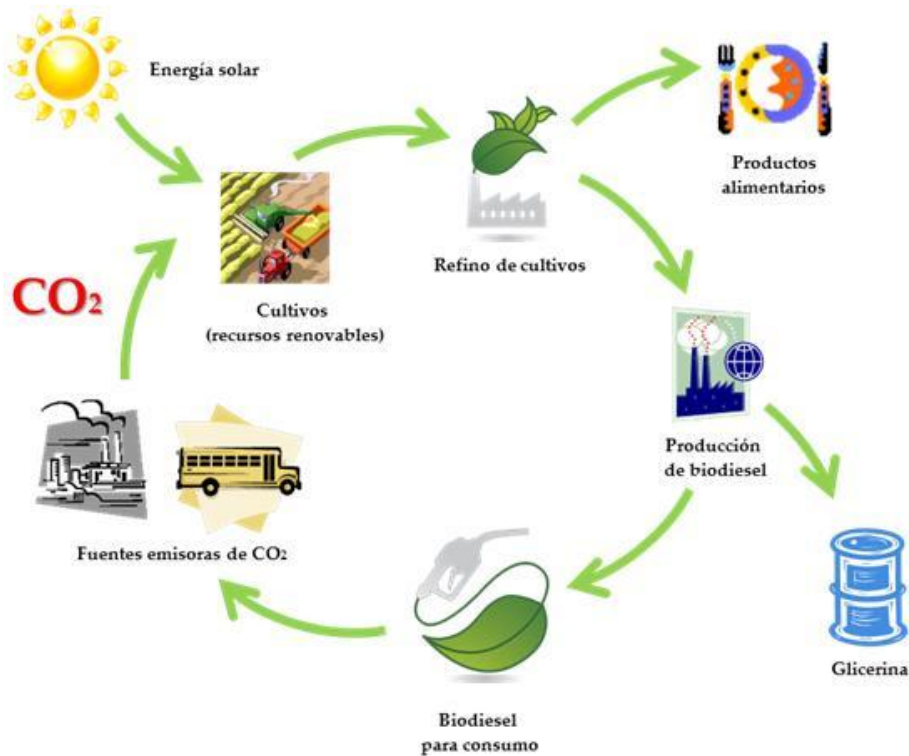 Energía solar
Productos
alimentarios
Refino de cultivos
CO₂
Cultivos
(recursos renovables)
Producción
de biodiesel
Fuentes emisoras de CO₂
Glicerina
Biodiesel
para consumo